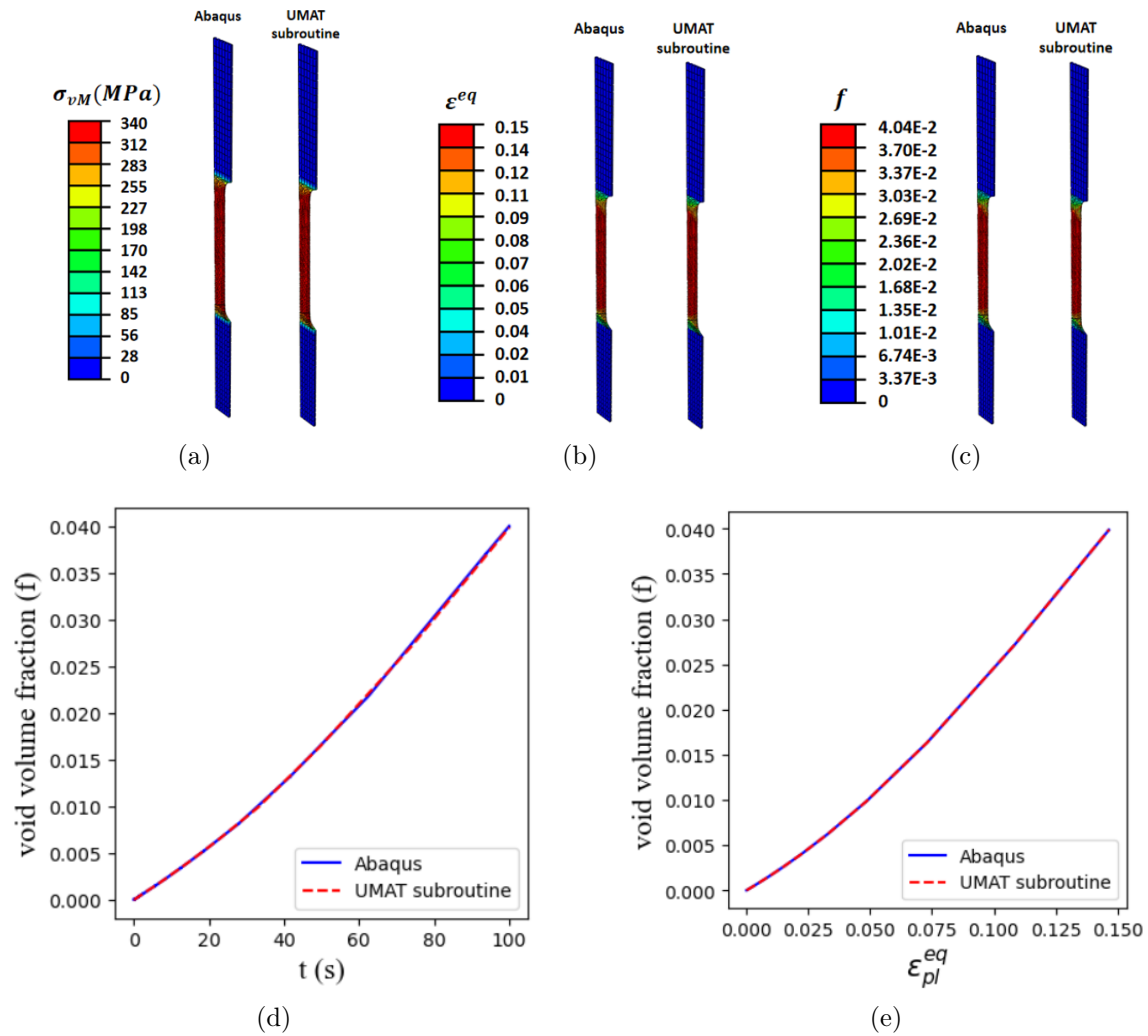 Abaqus
UMAT
subroutine
σvM(MPa)
340
312
283
255
227
198
170
142
113
85
56
28
0
(a)
Abaqus
UMAT
subroutine
ε^eq
0.15
0.14
0.12
0.11
0.09
0.08
0.07
0.06
0.05
0.04
0.02
0.01
0
(b)
Abaqus
UMAT
subroutine
f
4.04E-2
3.70E-2
3.37E-2
3.03E-2
2.69E-2
2.36E-2
2.02E-2
1.68E-2
1.35E-2
1.01E-2
6.74E-3
3.37E-3
0
(c)
void volume fraction (f)
0.040
0.035
0.030
0.025
0.020
0.015
0.010
0.005
0.000
Abaqus
UMAT subroutine
0 20 40 60 80 100
t (s)
(d)
void volume fraction (f)
0.040
0.035
0.030
0.025
0.020
0.015
0.010
0.005
0.000
Abaqus
UMAT subroutine
0.000 0.025 0.050 0.075 0.100 0.125 0.150
ε_pl^eq
(e)